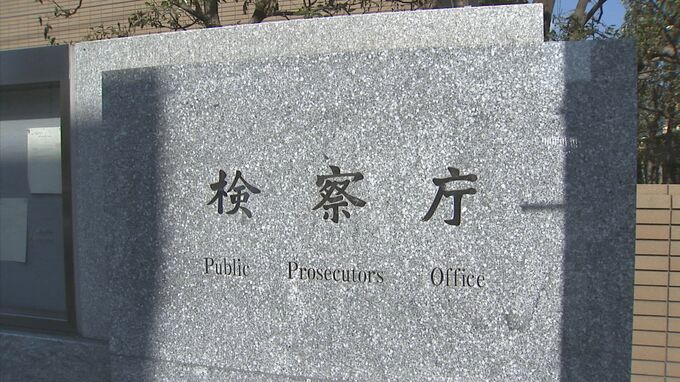 検察庁
Public Prosecutors Office